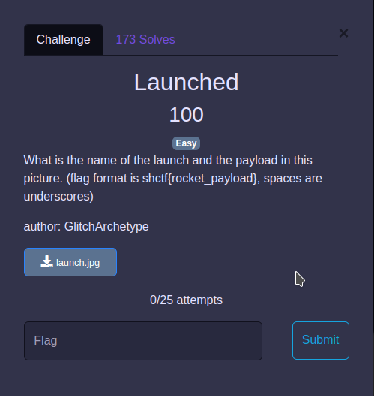 Challenge 173 Solves ×
Launched
100
Easy
What is the name of the launch and the payload in this
picture. (flag format is shctf{rocket_payload}, spaces are
underscores)
author: GlitchArchetype
launch.jpg
0/25 attempts
Flag Submit